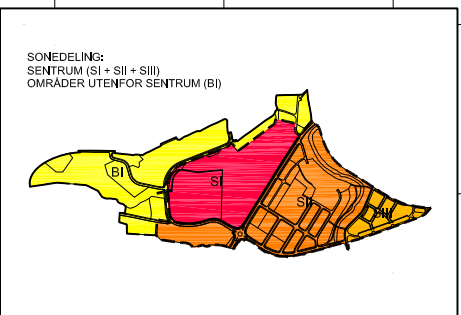 SONEDELING:
SENTRUM (SI + SII + SIII)
OMRÅDER UTENFOR SENTRUM (BI)
BI
SI
SII
SIII